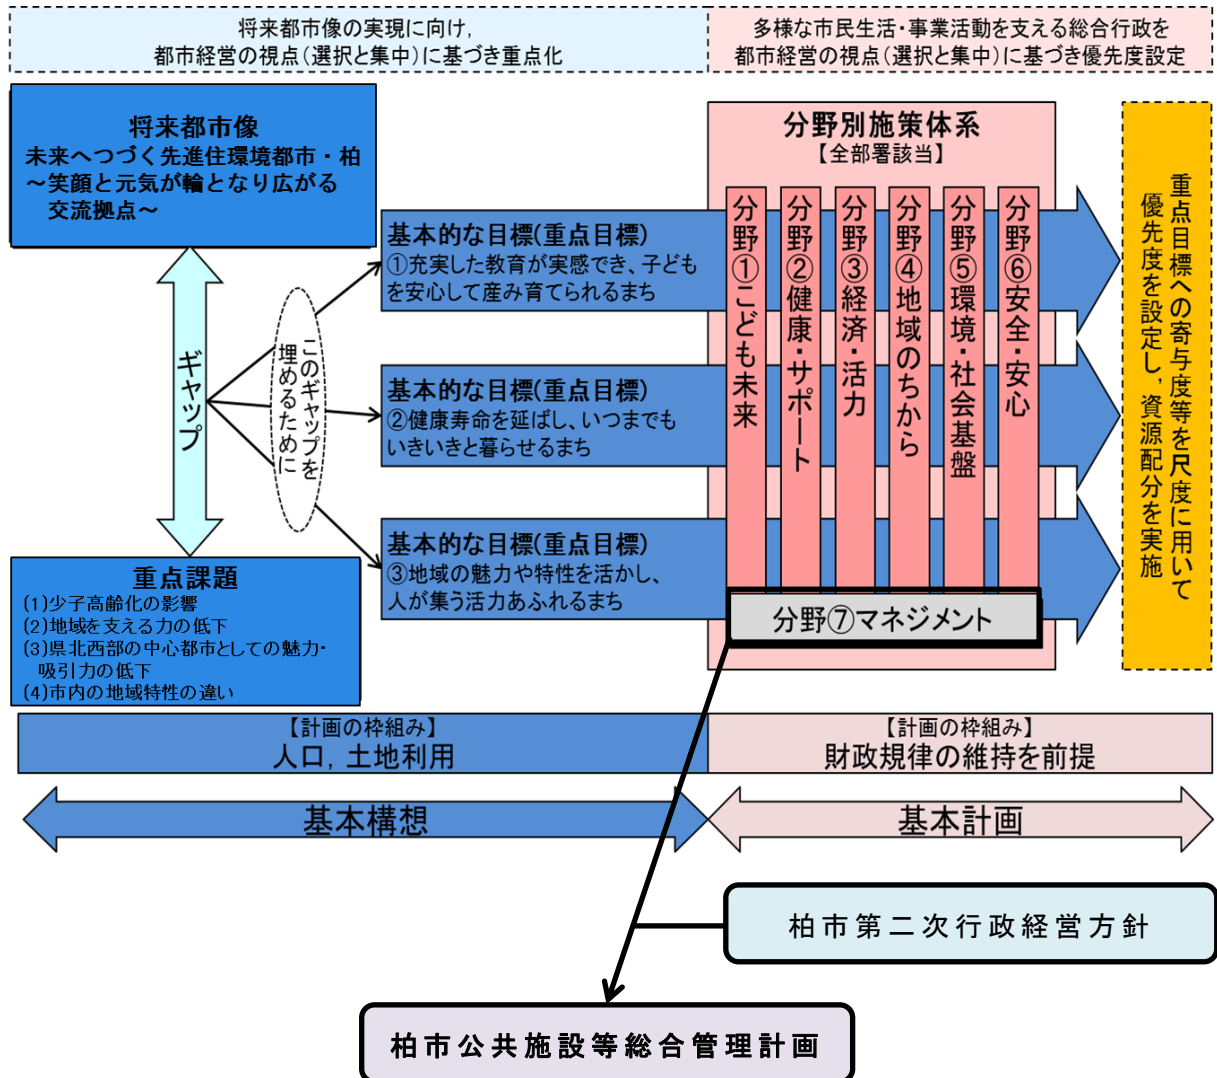 将来都市像の実現に向け，
都市経営の視点（選択と集中）に基づき重点化
多様な市民生活・事業活動を支える総合行政を
都市経営の視点（選択と集中）に基づき優先度設定
将来都市像
未来へつづく先進住環境都市・柏
～笑顔と元気が輪となり広がる
交流拠点～
ギャップ
このギャップを
埋めるために
重点課題
(1)少子高齢化の影響
(2)地域を支える力の低下
(3)県北西部の中心都市としての魅力・
吸引力の低下
(4)市内の地域特性の違い
基本的な目標(重点目標)
①充実した教育が実感でき、子ども
を安心して産み育てられるまち
基本的な目標(重点目標)
②健康寿命を延ばし、いつまでも
いきいきと暮らせるまち
基本的な目標(重点目標)
③地域の魅力や特性を活かし、
人が集う活力あふれるまち
分野別施策体系
【全部署該当】
分野①こども未来
分野②健康・サポート
分野③経済・活力
分野④地域のちから
分野⑤環境・社会基盤
分野⑥安全・安心
分野⑦マネジメント
重点目標への寄与度等を尺度に用いて
優先度を設定し，資源配分を実施
【計画の枠組み】
人口，土地利用
【計画の枠組み】
財政規律の維持を前提
基本構想
基本計画
柏市第二次行政経営方針
柏市公共施設等総合管理計画